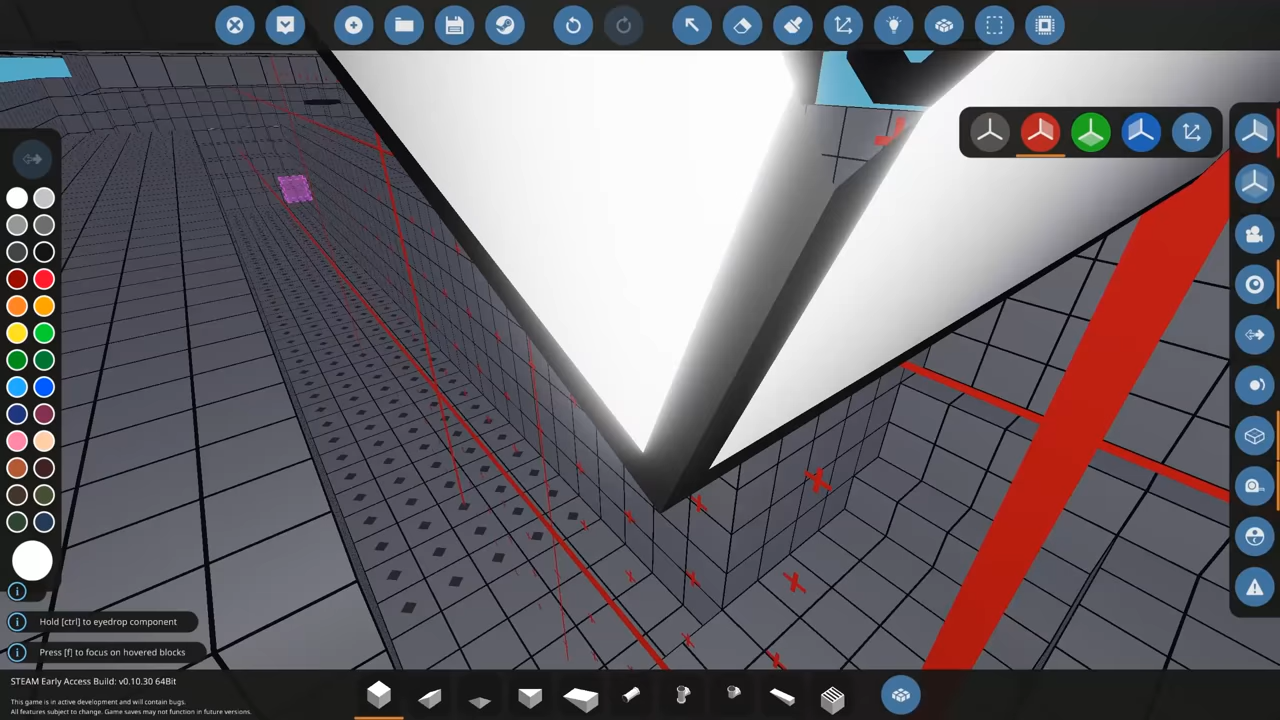 Hold [ctrl] to eyedrop component
Press [f] to focus on hovered blocks
STEAM Early Access Build: v0.10.30 64Bit
This game is in active development and will contain bugs.
All features subject to change. Game saves may not function in future versions.